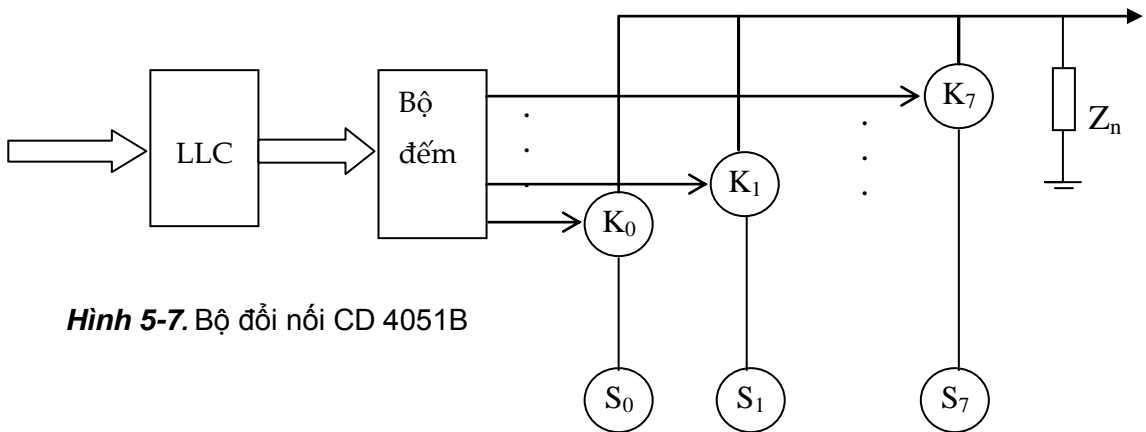 LLC
Bộ
đếm
K₀
K₁
K₇
Zₙ
Hình 5-7. Bộ đổi nối CD 4051B
S₀
S₁
S₇